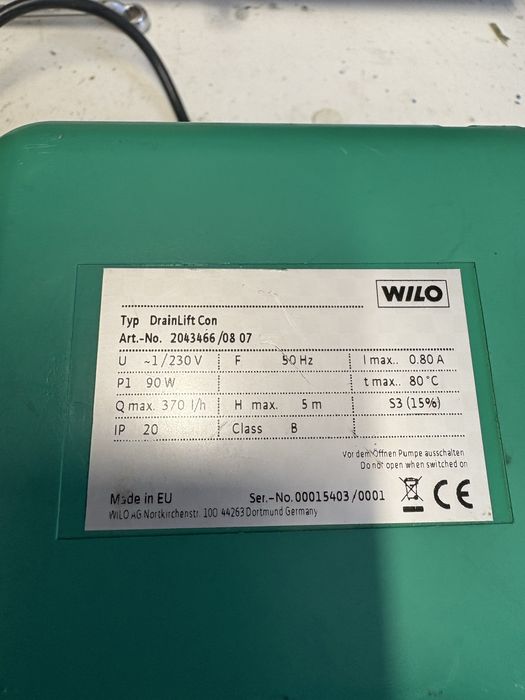 WILO
Typ DrainLift Con
Art.-No. 2043466 /08 07
U ~1/230 V F 50 Hz I max.. 0.80 A
P1 90 W t max.. 80 °C
Q max. 370 l/h H max. 5 m S3 (15%)
IP 20 Class B
Vor dem Öffnen Pumpe ausschalten
Do not open when switched on
Made in EU Ser.-No. 00015403 /0001 CE
WILO AG Nortkirchenstr. 100 44263 Dortmund Germany